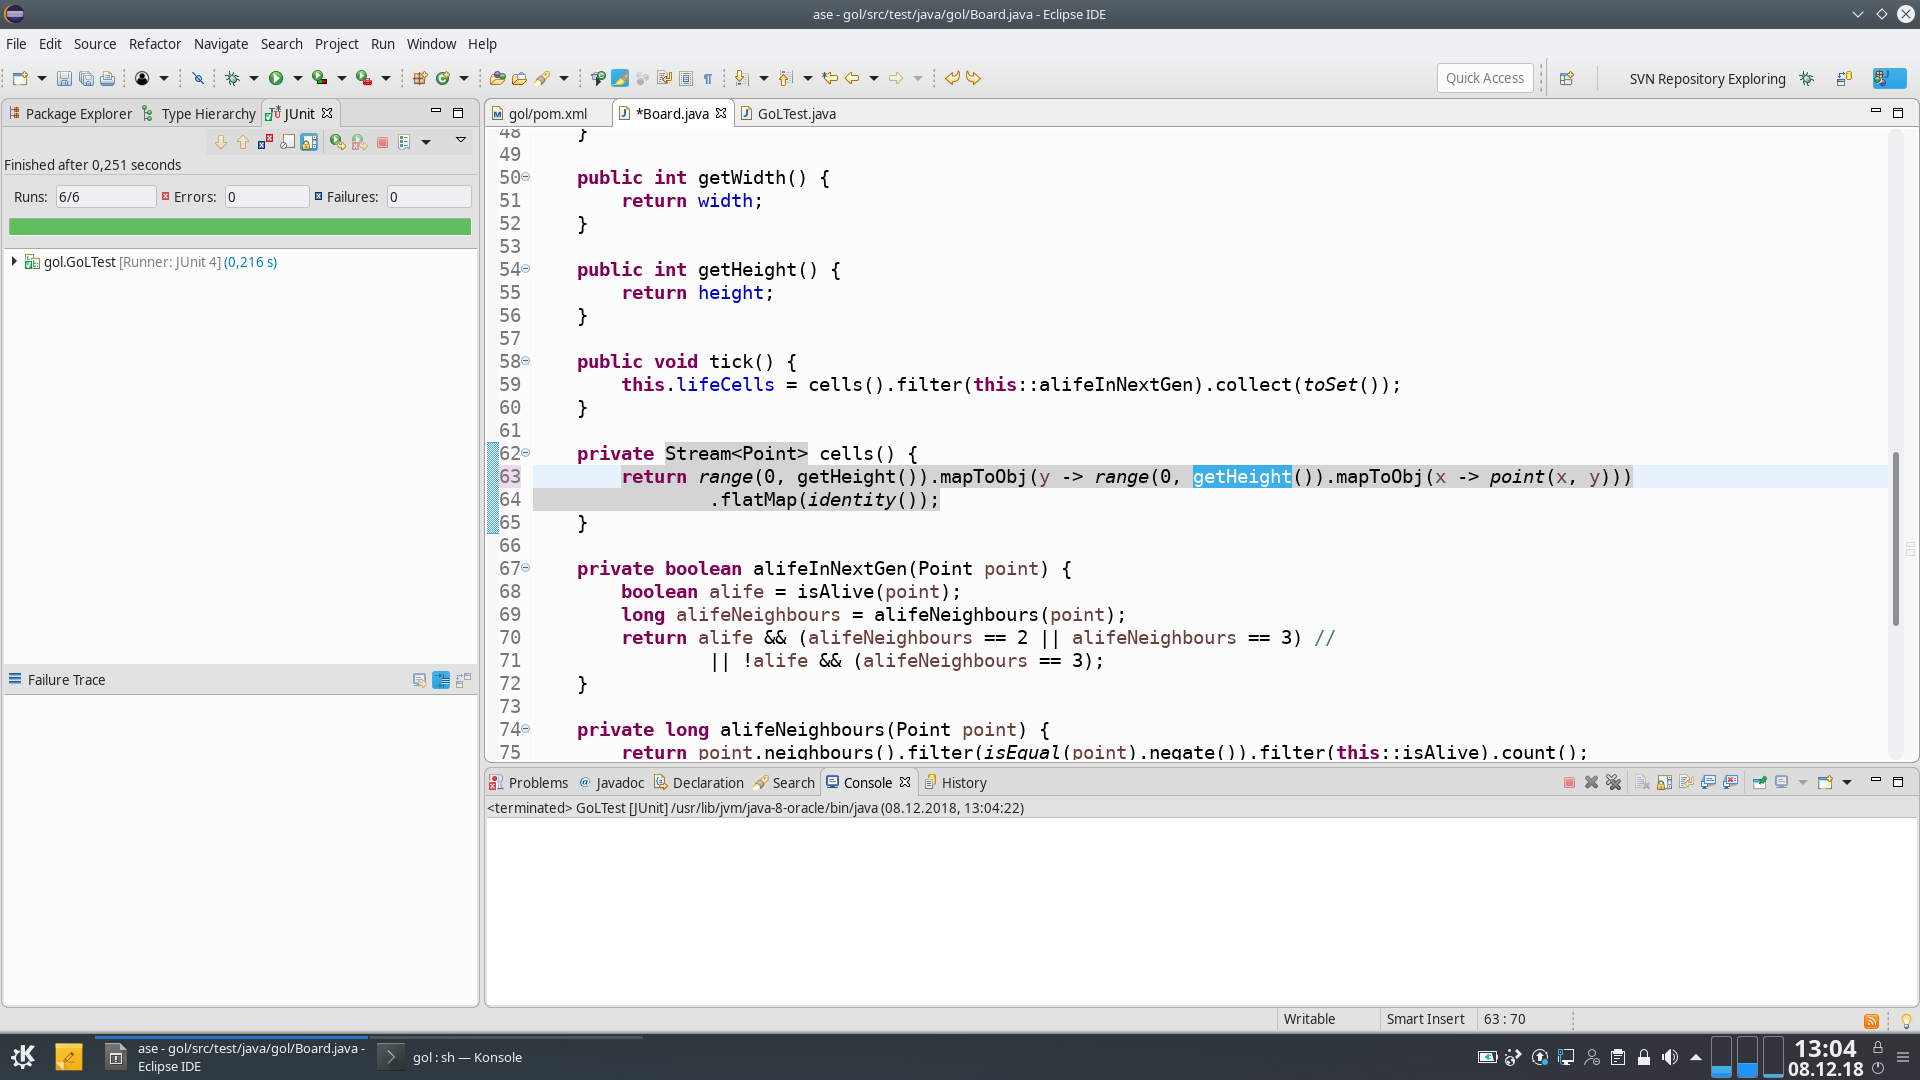 ase - gol/src/test/java/gol/Board.java - Eclipse IDE
File Edit Source Refactor Navigate Search Project Run Window Help
Quick Access
SVN Repository Exploring
Package Explorer Type Hierarchy JUnit
Finished after 0,251 seconds
Runs: 6/6 Errors: 0 Failures: 0
gol.GoLTest [Runner: JUnit 4] (0,216 s)
Failure Trace
gol/pom.xml *Board.java GoLTest.java
48 }
49
50 public int getWidth() {
51 return width;
52 }
53
54 public int getHeight() {
55 return height;
56 }
57
58 public void tick() {
59 this.lifeCells = cells().filter(this::alifeInNextGen).collect(toSet());
60 }
61
62 private Stream<Point> cells() {
63 return range(0, getHeight()).mapToObj(y -> range(0, getHeight()).mapToObj(x -> point(x, y)))
64 .flatMap(identity());
65 }
66
67 private boolean alifeInNextGen(Point point) {
68 boolean alife = isAlive(point);
69 long alifeNeighbours = alifeNeighbours(point);
70 return alife && (alifeNeighbours == 2 || alifeNeighbours == 3) //
71 || !alife && (alifeNeighbours == 3);
72 }
73
74 private long alifeNeighbours(Point point) {
75 return point.neighbours().filter(isEqual(point).negate()).filter(this::isAlive).count();
Problems Javadoc Declaration Search Console History
<terminated> GoLTest [JUnit] /usr/lib/jvm/java-8-oracle/bin/java (08.12.2018, 13:04:22)
Writable Smart Insert 63 : 70
ase - gol/src/test/java/gol/Board.java -
Eclipse IDE
gol : sh — Konsole
13:04
08.12.18